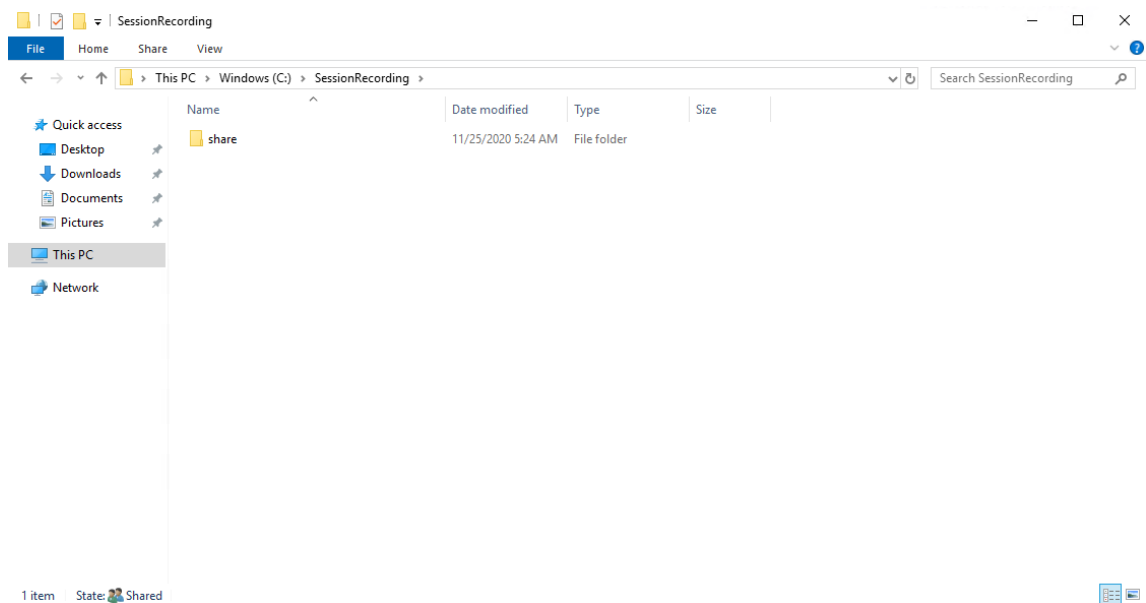 SessionRecording
File Home Share View
This PC > Windows (C:) > SessionRecording >
Search SessionRecording
Name Date modified Type Size
share 11/25/2020 5:24 AM File folder
Quick access
Desktop
Downloads
Documents
Pictures
This PC
Network
1 item State: Shared